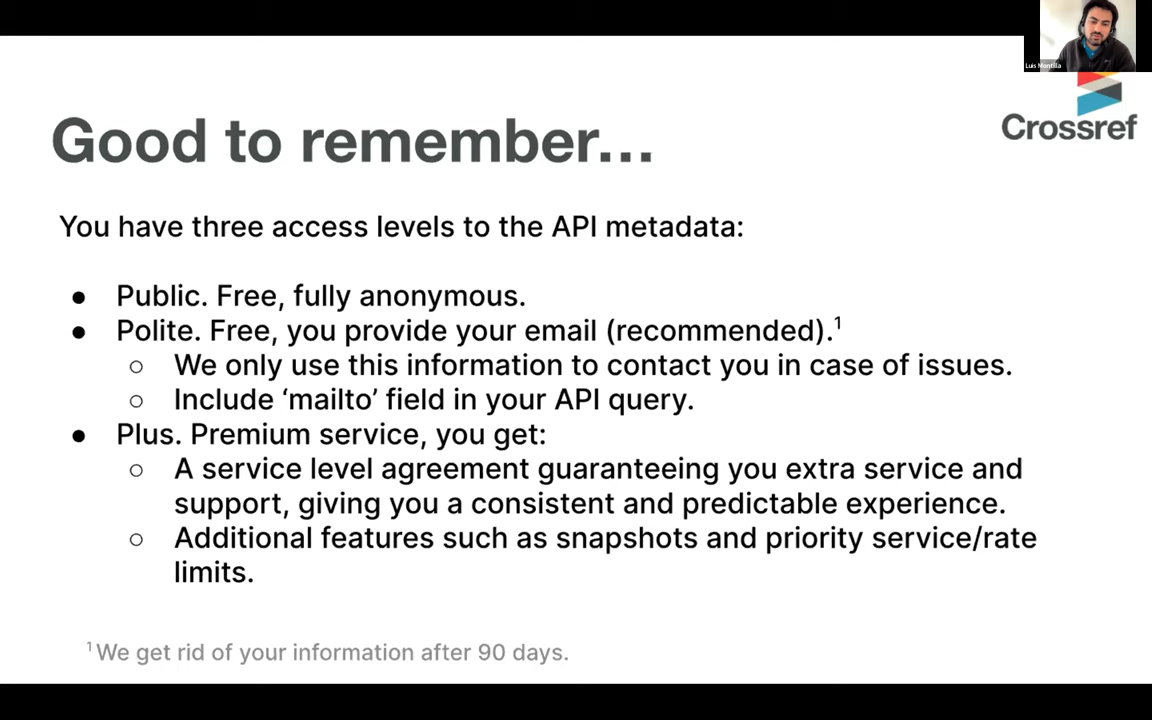 Luis Montilla
Crossref
Good to remember...
You have three access levels to the API metadata:
● Public. Free, fully anonymous.
● Polite. Free, you provide your email (recommended).¹
○ We only use this information to contact you in case of issues.
○ Include ‘mailto’ field in your API query.
● Plus. Premium service, you get:
○ A service level agreement guaranteeing you extra service and
support, giving you a consistent and predictable experience.
○ Additional features such as snapshots and priority service/rate
limits.
¹ We get rid of your information after 90 days.